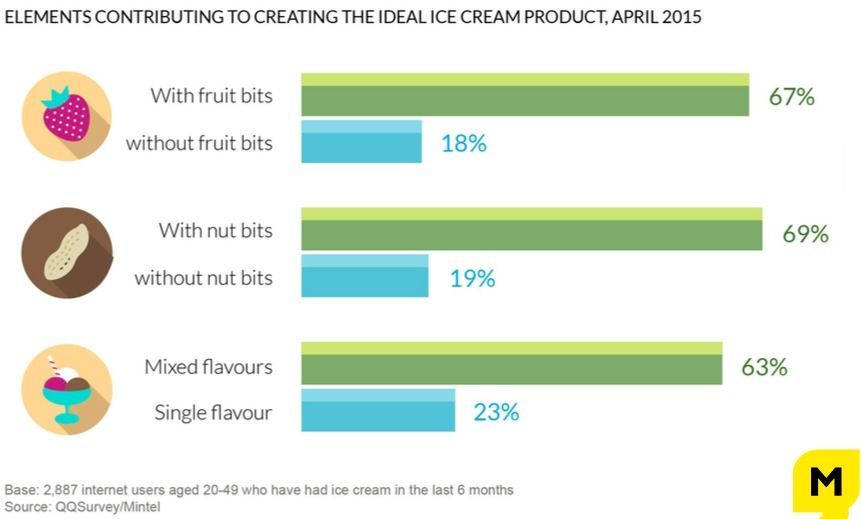 ELEMENTS CONTRIBUTING TO CREATING THE IDEAL ICE CREAM PRODUCT, APRIL 2015
With fruit bits
67%
without fruit bits
18%
With nut bits
69%
without nut bits
19%
Mixed flavours
63%
Single flavour
23%
Base: 2,887 internet users aged 20-49 who have had ice cream in the last 6 months
Source: QQSurvey/Mintel
M